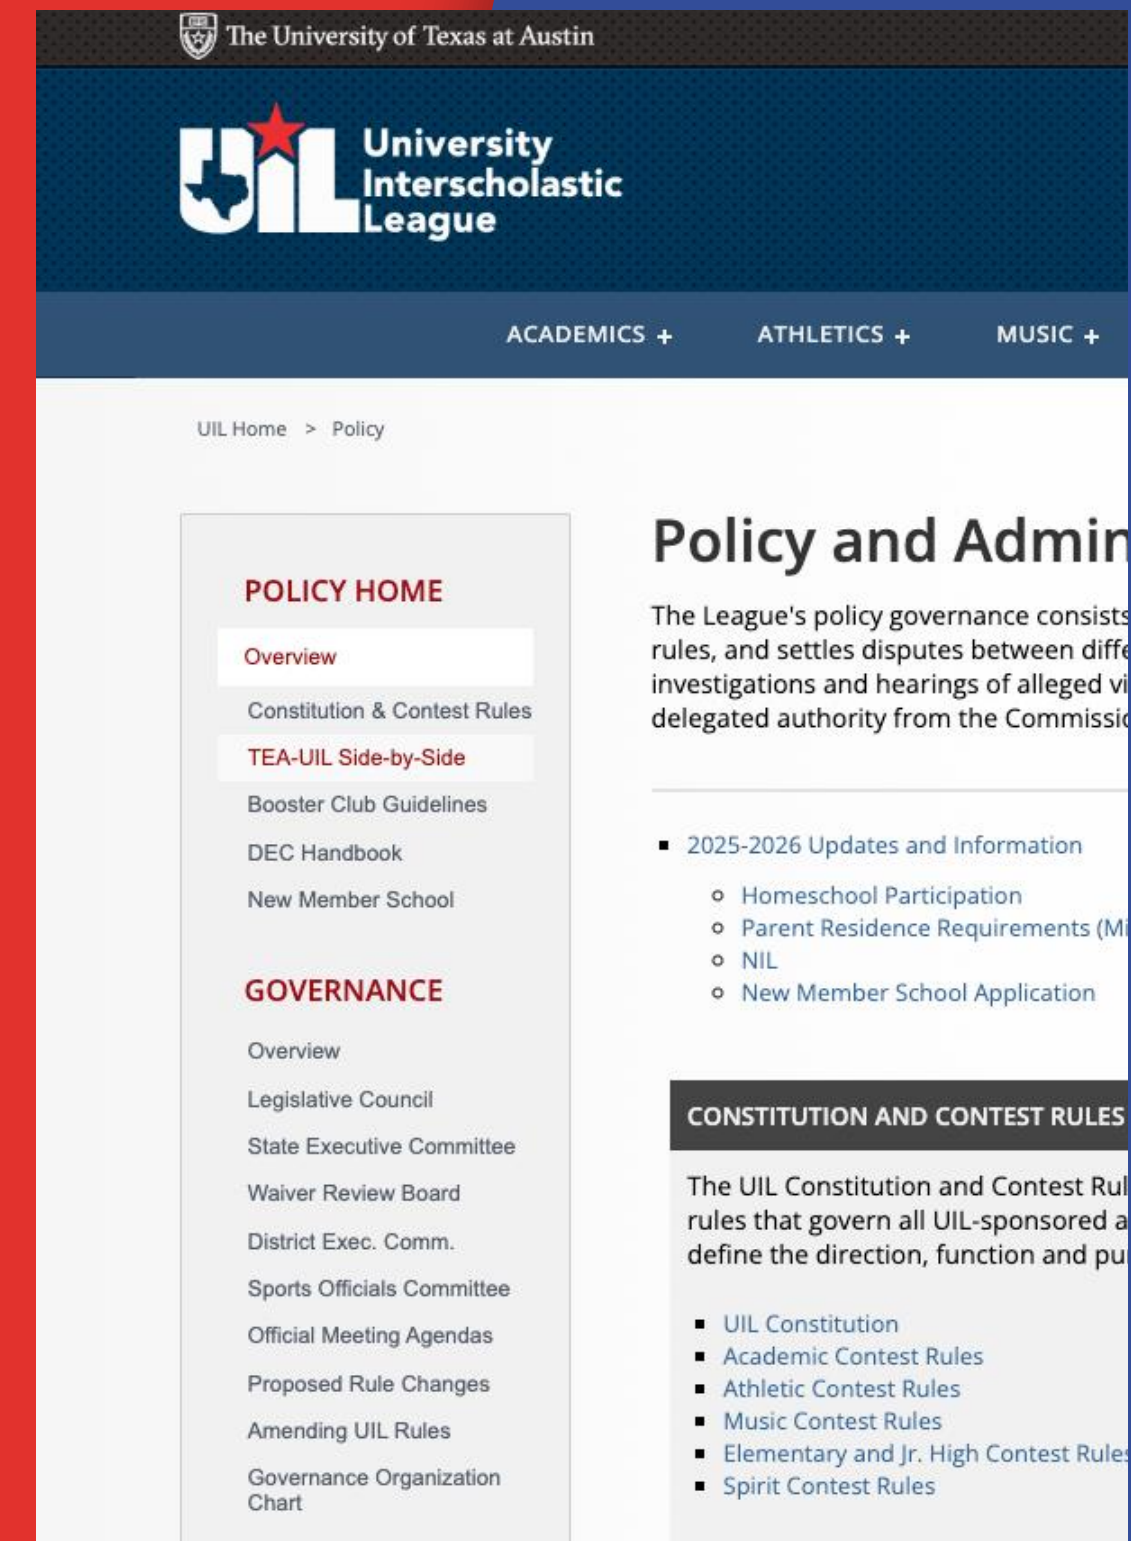 The University of Texas at Austin
UIL
University
Interscholastic
League
ACADEMICS + ATHLETICS + MUSIC +
UIL Home > Policy
POLICY HOME
Overview
Constitution & Contest Rules
TEA-UIL Side-by-Side
Booster Club Guidelines
DEC Handbook
New Member School
GOVERNANCE
Overview
Legislative Council
State Executive Committee
Waiver Review Board
District Exec. Comm.
Sports Officials Committee
Official Meeting Agendas
Proposed Rule Changes
Amending UIL Rules
Governance Organization
Chart
Policy and Admin
The League's policy governance consists
rules, and settles disputes between diffe
investigations and hearings of alleged vi
delegated authority from the Commissio
2025-2026 Updates and Information
Homeschool Participation
Parent Residence Requirements (Mi
NIL
New Member School Application
CONSTITUTION AND CONTEST RULES
The UIL Constitution and Contest Rul
rules that govern all UIL-sponsored a
define the direction, function and pu
UIL Constitution
Academic Contest Rules
Athletic Contest Rules
Music Contest Rules
Elementary and Jr. High Contest Rules
Spirit Contest Rules